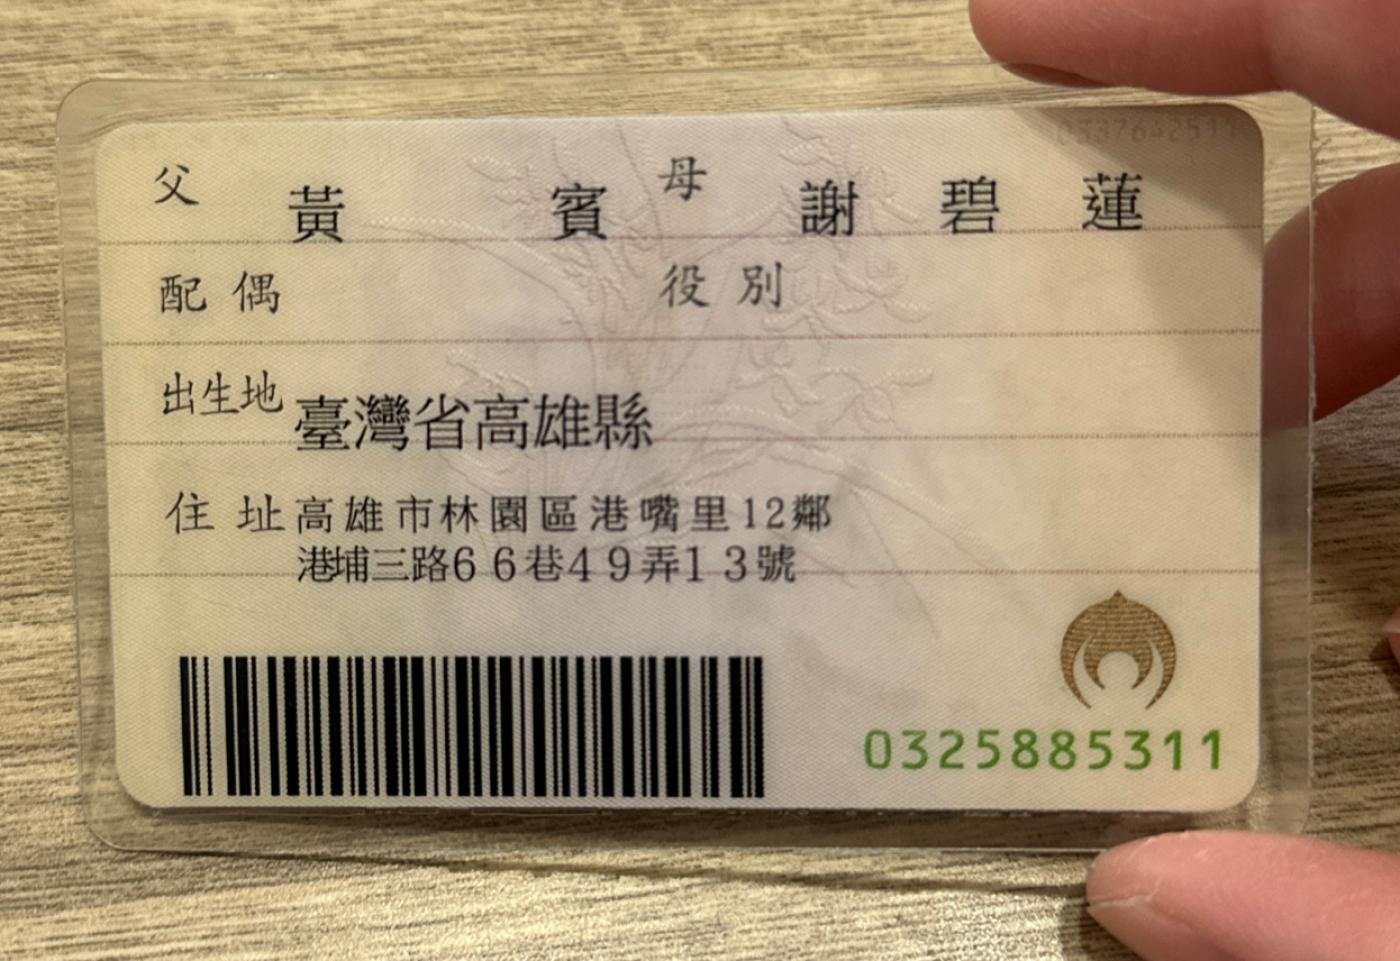 0337642511
父 黃 賓 母 謝 碧 蓮
配偶 役別
出生地 臺灣省高雄縣
住址 高雄市林園區港嘴里12鄰
港埔三路66巷49弄13號
0325885311